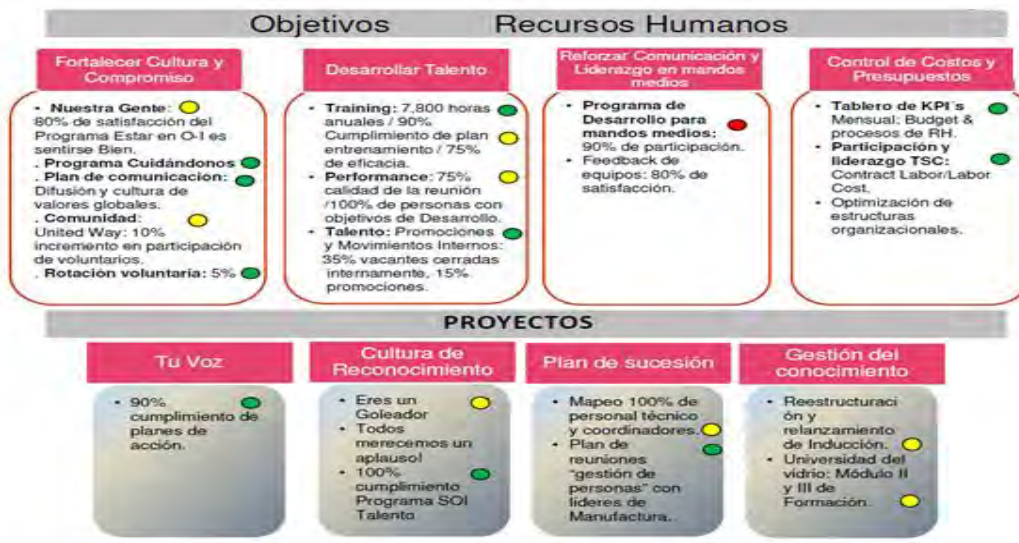 Objetivos Recursos Humanos
Fortalecer Cultura y
Compromiso
• Nuestra Gente:
80% de satisfacción del
Programa Estar en O-I es
sentirse Bien.
. Programa Cuidándonos
. Plan de comunicación:
Difusión y cultura de
valores globales.
. Comunidad:
United Way: 10%
incremento en participación
de voluntarios.
. Rotación voluntaria: 5%
Desarrollar Talento
• Training: 7,800 horas
anuales / 90%
Cumplimiento de plan
entrenamiento / 75%
de eficacia.
• Performance: 75%
calidad de la reunión
/100% de personas con
objetivos de Desarrollo.
• Talento: Promociones
y Movimientos Internos:
35% vacantes cerradas
internamente, 15%
promociones.
Reforzar Comunicación y
Liderazgo en mandos
medios
• Programa de
Desarrollo para
mandos medios:
90% de participación.
• Feedback de
equipos: 80% de
satisfacción.
Control de Costos y
Presupuestos
• Tablero de KPI´s
Mensual: Budget &
procesos de RH.
• Participación y
liderazgo TSC:
Contract Labor/Labor
Cost.
• Optimización de
estructuras
organizacionales.
PROYECTOS
Tu Voz
• 90%
cumplimiento de
planes de
acción.
Cultura de
Reconocimiento
• Eres un
Goleador
• Todos
merecemos un
aplauso!
• 100%
cumplimiento
Programa SOI
Talento
Plan de sucesión
• Mapeo 100% de
personal técnico
y coordinadores.
• Plan de
reuniones
"gestión de
personas" con
líderes de
Manufactura.
Gestión del
conocimiento
• Reestructuraci
ón y
relanzamiento
de Inducción.
• Universidad del
vidrio: Módulo II
y III de
Formación.